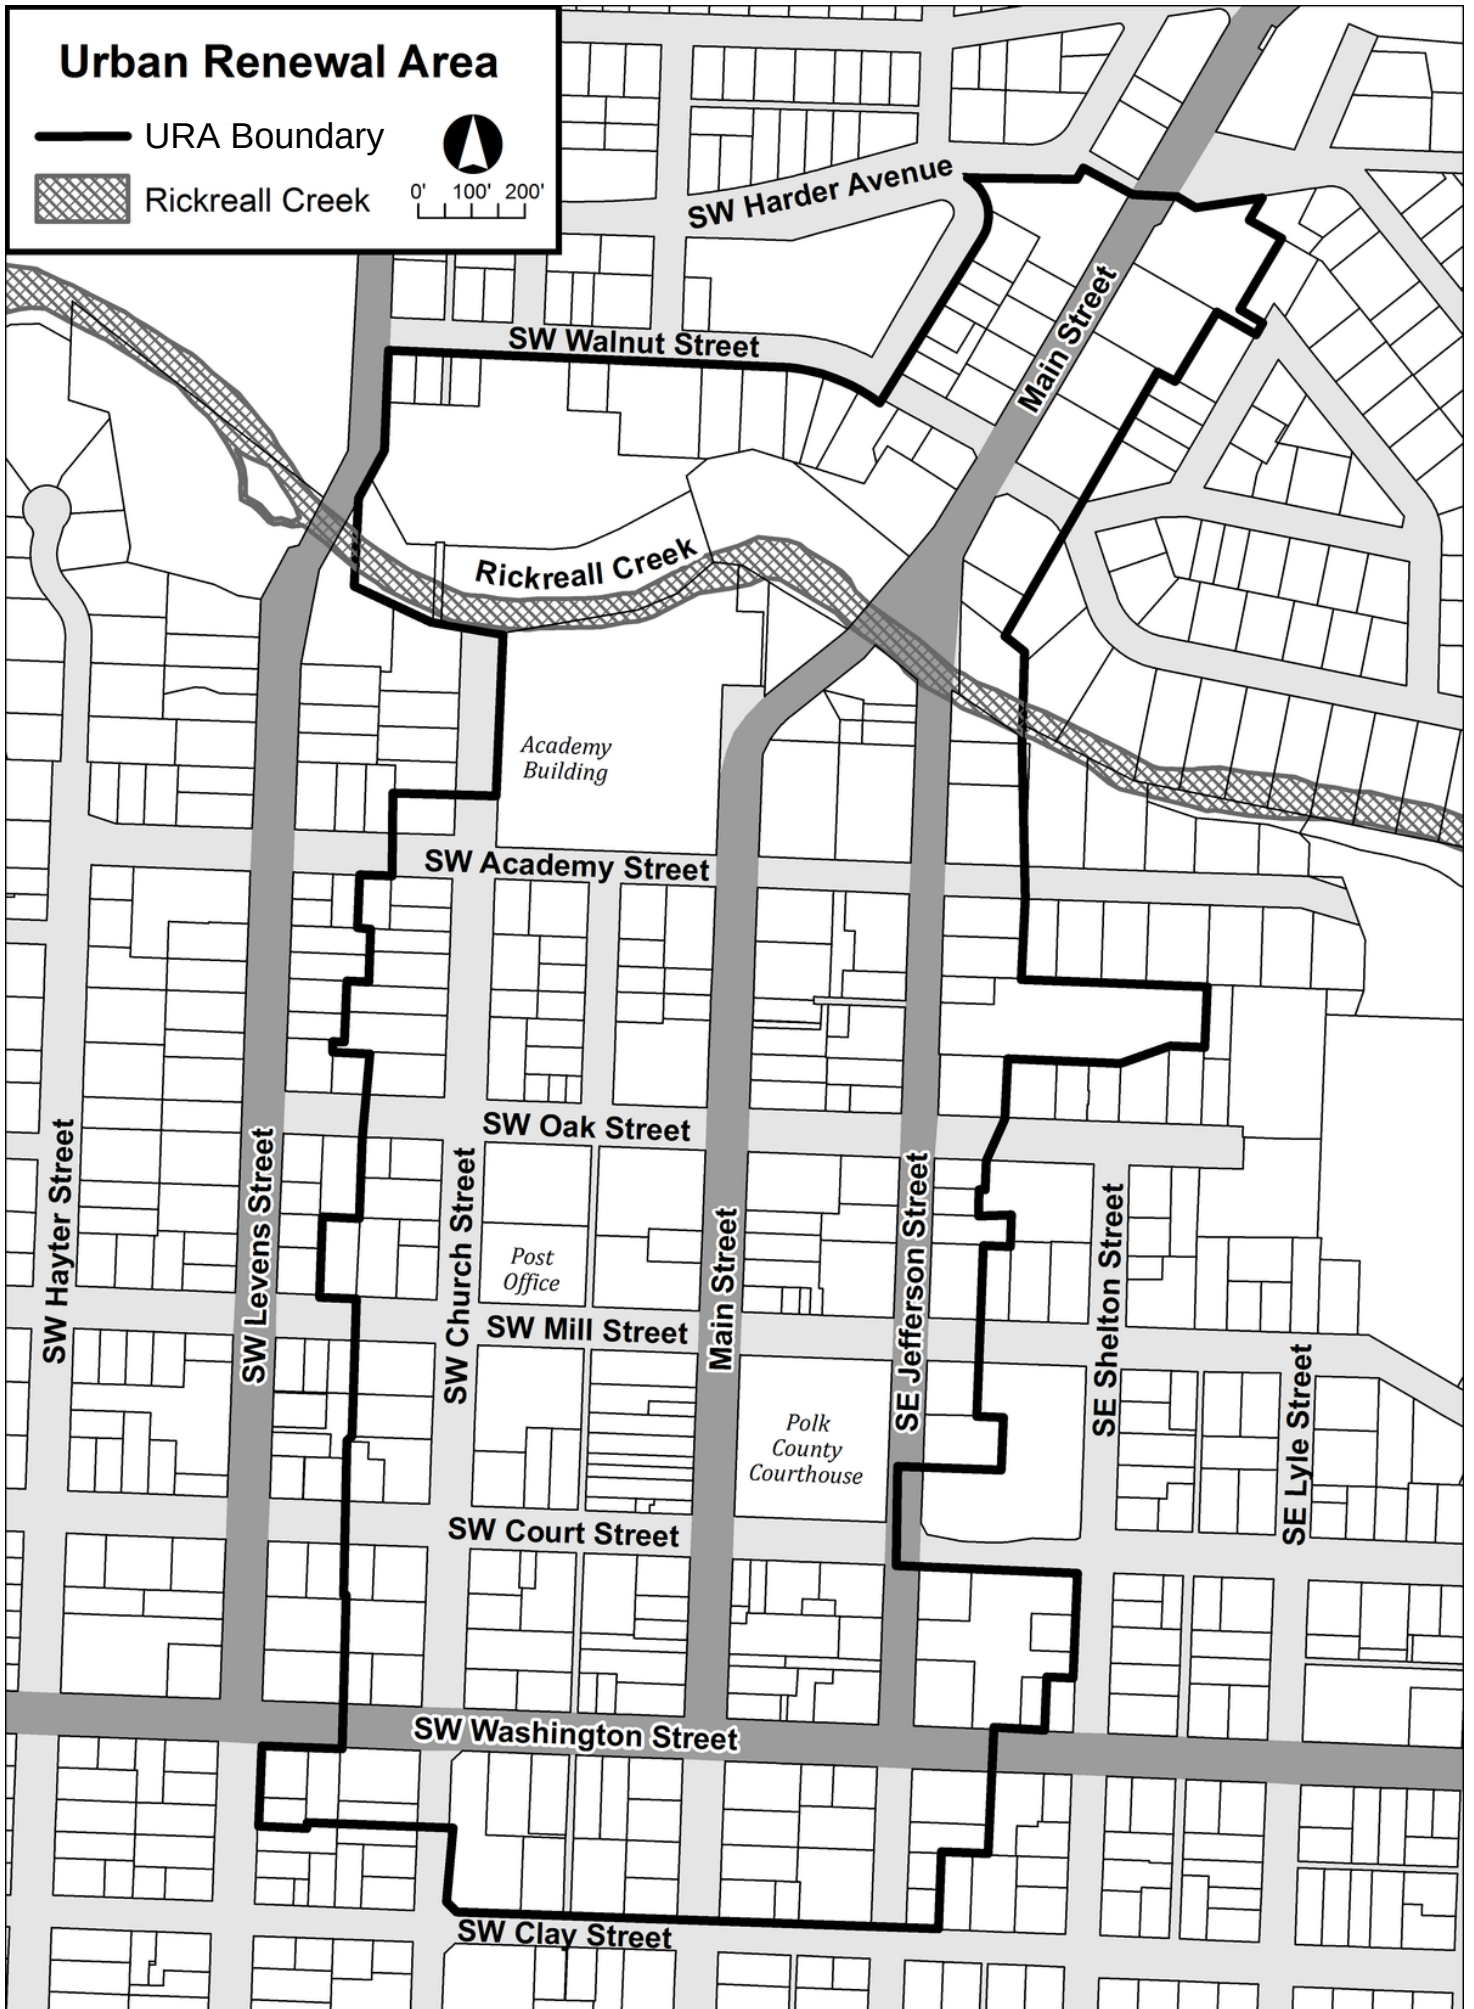 Urban Renewal Area
URA Boundary
Rickreall Creek
0' 100' 200'
SW Harder Avenue
Main Street
SW Walnut Street
Rickreall Creek
Academy
Building
SW Academy Street
SW Oak Street
SW Hayter Street
SW Levens Street
SW Church Street
Post
Office
Main Street
SE Jefferson Street
SE Shelton Street
SW Mill Street
SE Lyle Street
Polk
County
Courthouse
SW Court Street
SW Washington Street
SW Clay Street